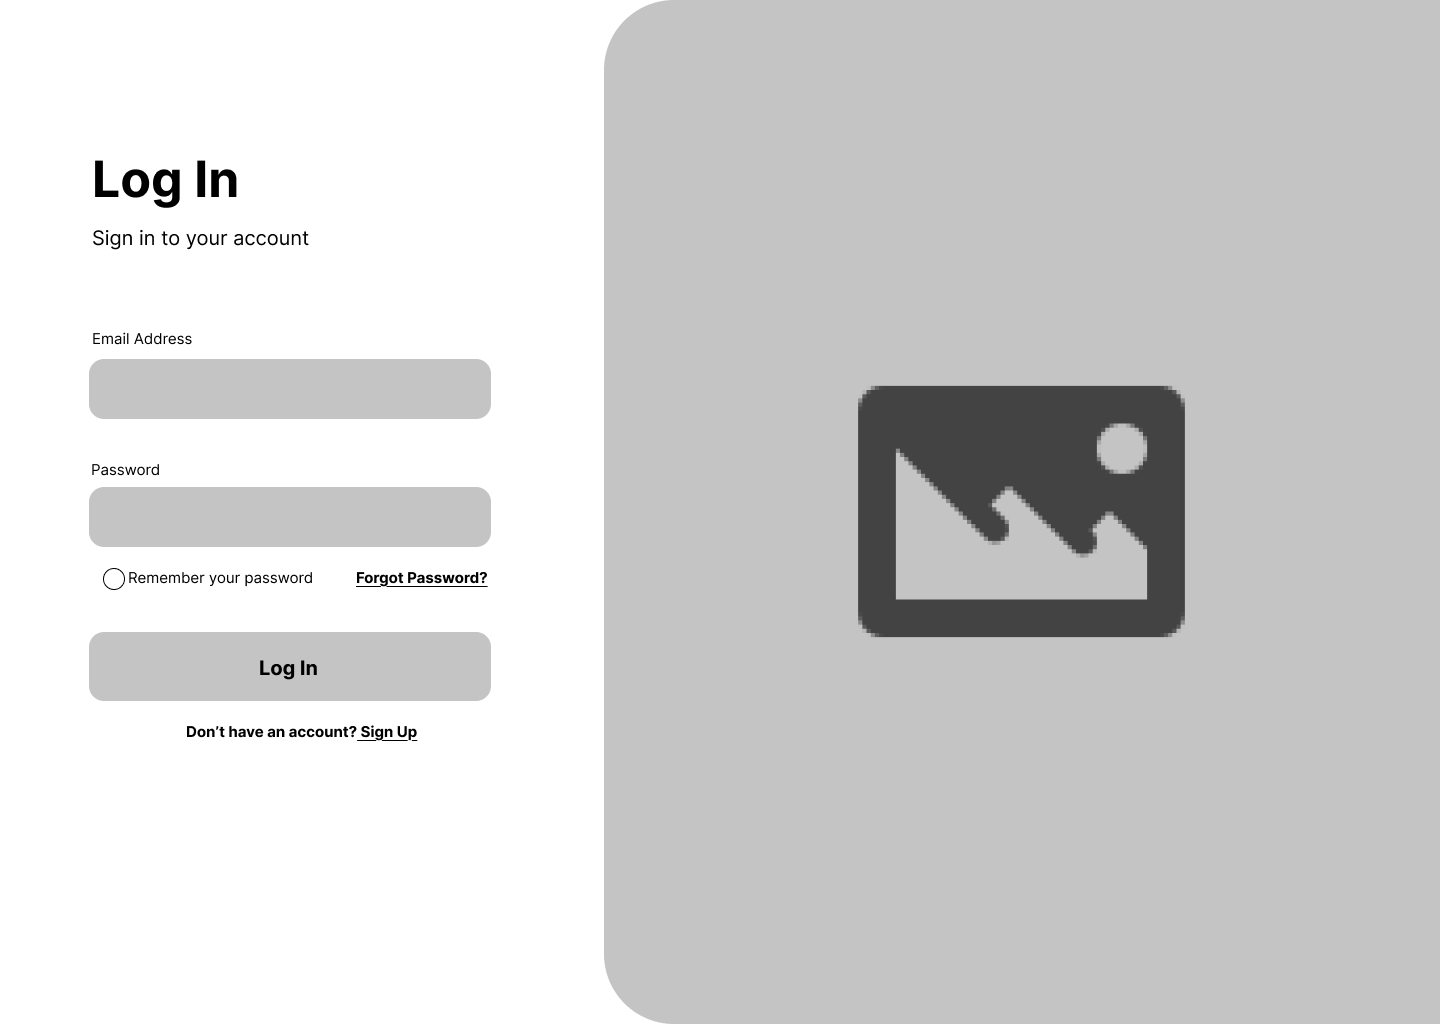 Log In
Sign in to your account
Email Address
Password
Remember your password Forgot Password?
Log In
Don’t have an account? Sign Up